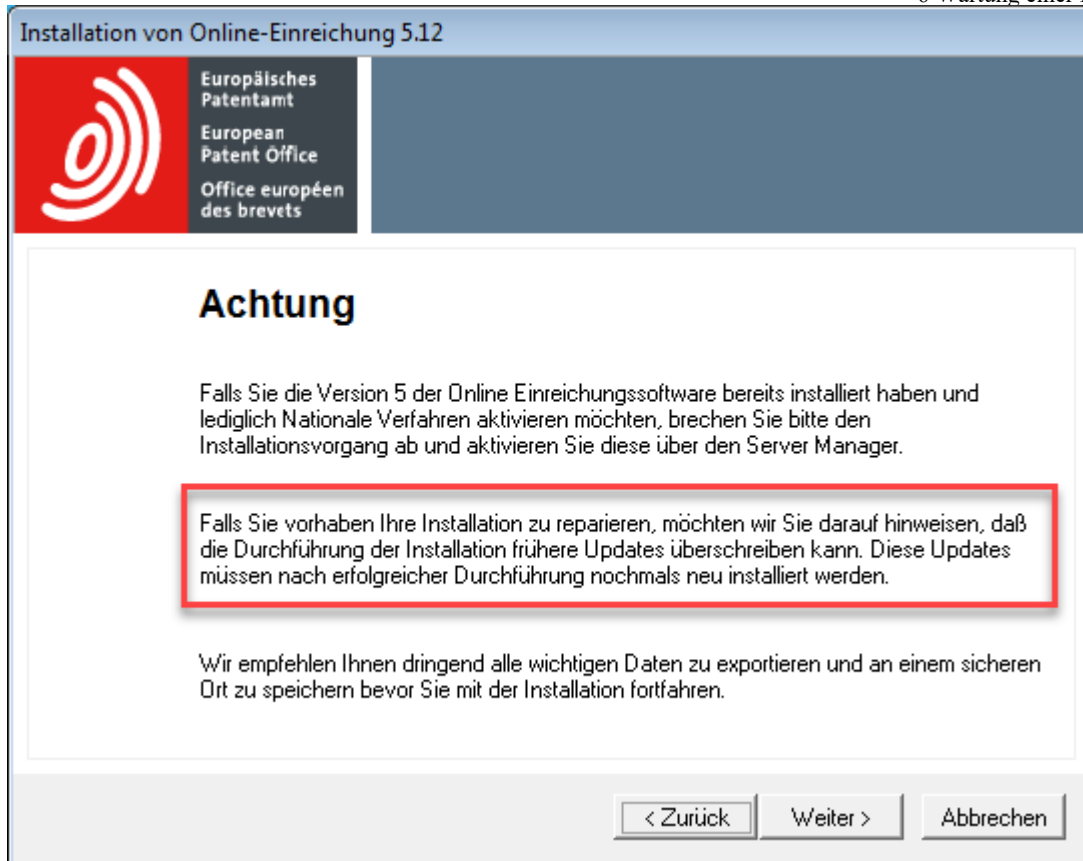 Installation von Online-Einreichung 5.12
Europäisches
Patentamt
European
Patent Office
Office européen
des brevets
Achtung
Falls Sie die Version 5 der Online Einreichungssoftware bereits installiert haben und
lediglich Nationale Verfahren aktivieren möchten, brechen Sie bitte den
Installationsvorgang ab und aktivieren Sie diese über den Server Manager.
Falls Sie vorhaben Ihre Installation zu reparieren, möchten wir Sie darauf hinweisen, daß
die Durchführung der Installation frühere Updates überschreiben kann. Diese Updates
müssen nach erfolgreicher Durchführung nochmals neu installiert werden.
Wir empfehlen Ihnen dringend alle wichtigen Daten zu exportieren und an einem sicheren
Ort zu speichern bevor Sie mit der Installation fortfahren.
< Zurück Weiter > Abbrechen